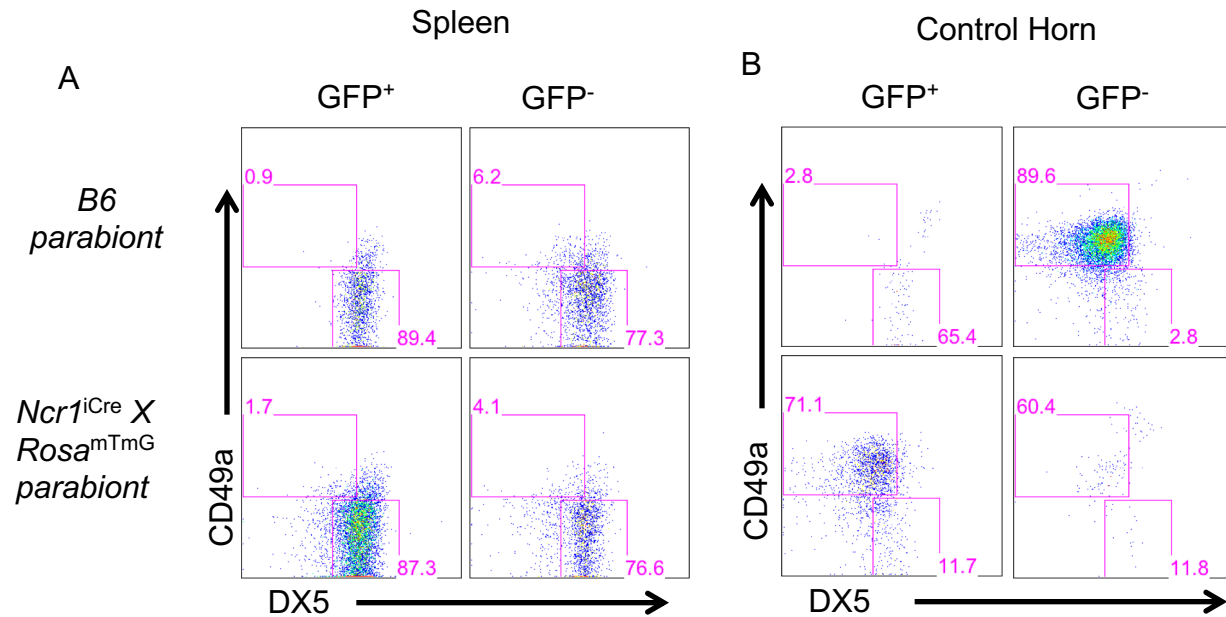 Spleen
Control Horn
A
B
GFP⁺
GFP⁻
GFP⁺
GFP⁻
B6
parabiont
0.9
89.4
6.2
77.3
2.8
65.4
89.6
2.8
Ncr1ⁱCre X
Rosaᵐᵀᵐᴳ
parabiont
1.7
87.3
4.1
76.6
71.1
11.7
60.4
11.8
CD49a
CD49a
DX5
DX5